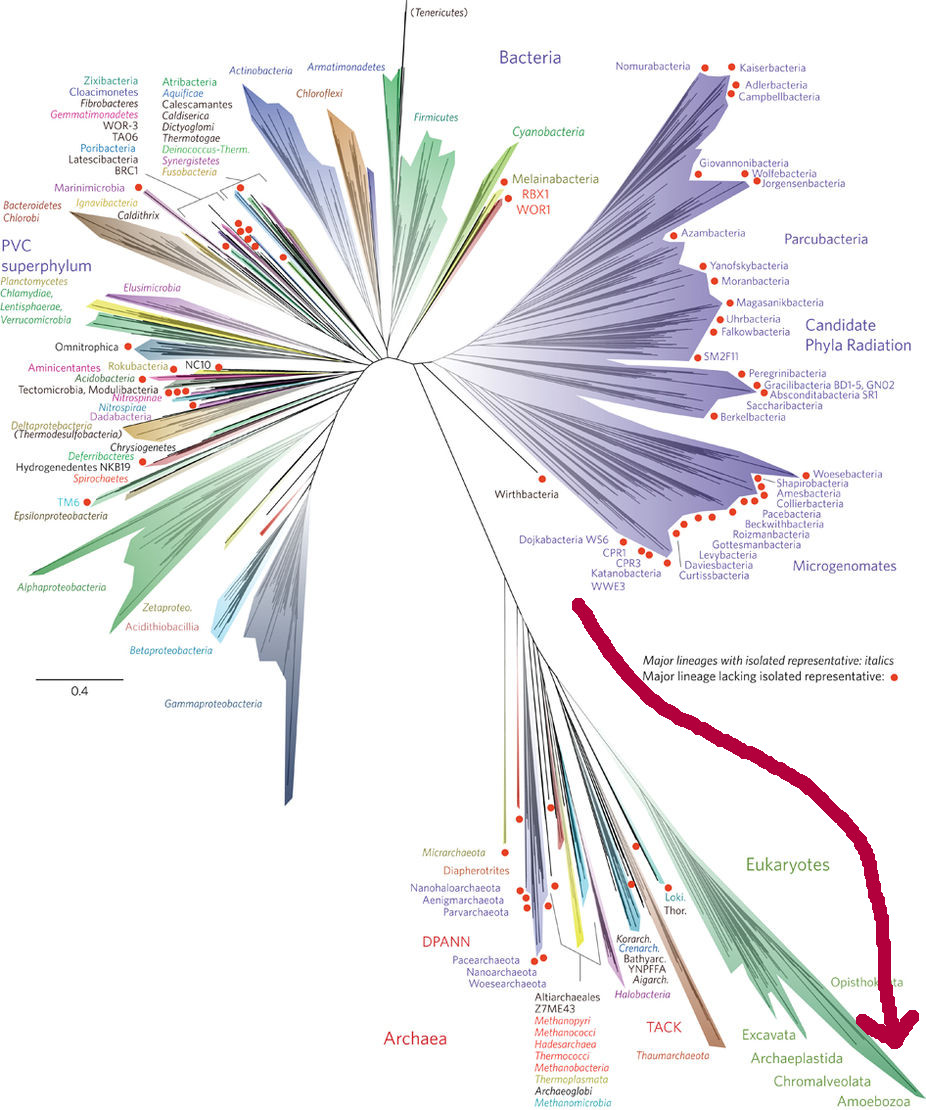 (Tenericutes)
Bacteria
Zixibacteria
Cloacimonetes
Fibrobacteres
Gemmatimonadetes
WOR-3
TA06
Poribacteria
Latescibacteria
BRC1
Atribacteria
Aquificae
Calescamantes
Caldiserica
Dictyoglomi
Thermotogae
Deinococcus-Therm.
Synergistetes
Fusobacteria
Actinobacteria
Armatimonadetes
Chloroflexi
Firmicutes
Cyanobacteria
Melainabacteria
RBX1
WOR1
Nomurabacteria
Kaiserbacteria
Adlerbacteria
Campbellbacteria
Giovannonibacteria
Wolfebacteria
Jorgensenbacteria
Azambacteria
Parcubacteria
Yanofskybacteria
Moranbacteria
Magasanikbacteria
Uhrbacteria
Falkowbacteria
Candidate
Phyla Radiation
SM2F11
Peregrinibacteria
Gracilibacteria BD1-5, GN02
Absconditabacteria SR1
Saccharibacteria
Berkelbacteria
Marinimicrobia
Bacteroidetes
Chlorobi
Ignavibacteria
Caldithrix
PVC
superphylum
Planctomycetes
Chlamydiae,
Lentisphaerae,
Verrucomicrobia
Elusimicrobia
Omnitrophica
Aminicentantes
Rokubacteria
NC10
Acidobacteria
Tectomicrobia, Modulibacteria
Nitrospinae
Nitrospirae
Dadabacteria
Deltaprotebacteria
(Thermodesulfobacteria)
Chrysiogenetes
Deferribacteres
Hydrogenedentes NKB19
Spirochaetes
TM6
Epsilonproteobacteria
Wirthbacteria
Woesebacteria
Shapirobacteria
Amesbacteria
Collierbacteria
Pacebacteria
Beckwithbacteria
Roizmanbacteria
Gottesmanbacteria
Levybacteria
Daviesbacteria
Curtissbacteria
Dojkabacteria WS6
CPR1
CPR3
Katanobacteria
WWE3
Microgenomates
Alphaproteobacteria
Zetaproteo.
Acidithiobacillia
Betaproteobacteria
Gammaproteobacteria
0.4
Major lineages with isolated representative: italics
Major lineage lacking isolated representative:
Micrarchaeota
Diapherotrites
Nanohaloarchaeota
Aenigmarchaeota
Parvarchaeota
DPANN
Pacearchaeota
Nanoarchaeota
Woesearchaeota
Archaea
Altiarchaeales
Z7ME43
Methanopyri
Methanococci
Hadesarchaea
Thermococci
Methanobacteria
Thermoplasmata
Archaeoglobi
Methanomicrobia
Halobacteria
Korarch.
Crenarch.
Bathyarc.
YNPFFA
Aigarch.
TACK
Thaumarchaeota
Loki.
Thor.
Eukaryotes
Excavata
Archaeplastida
Chromalveolata
Amoebozoa